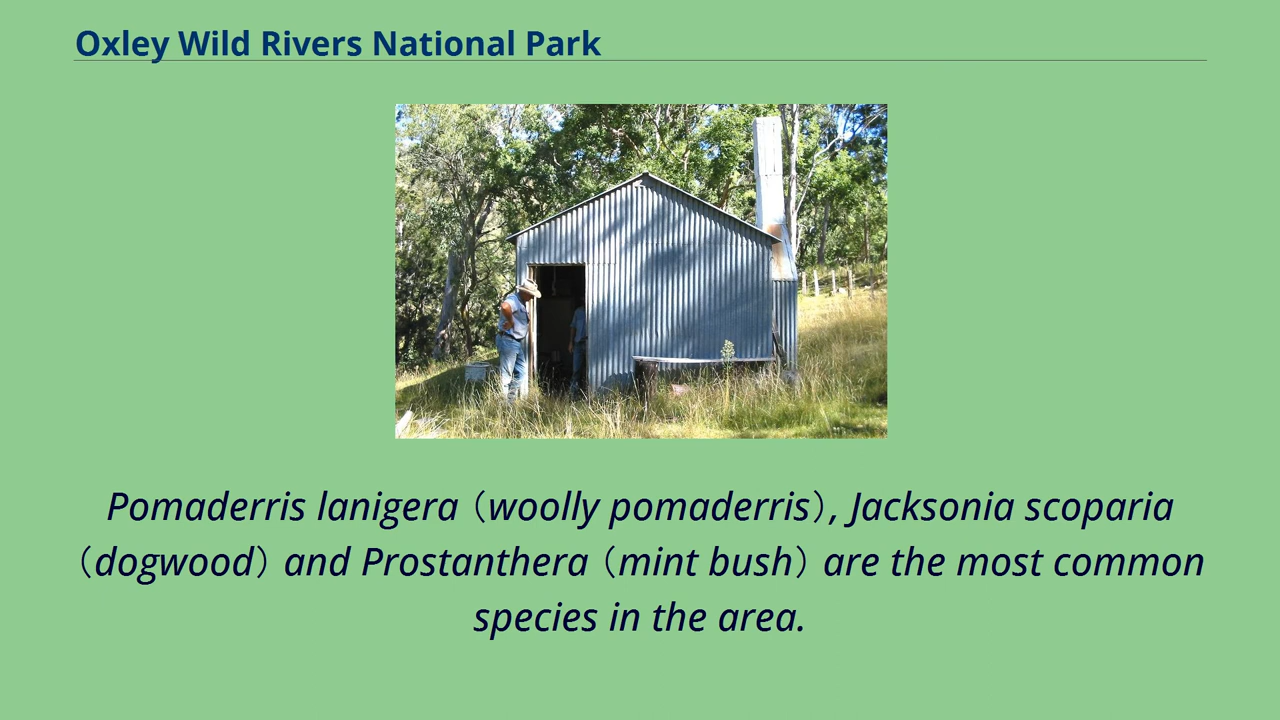 Oxley Wild Rivers National Park
Pomaderris lanigera（woolly pomaderris）, Jacksonia scoparia
（dogwood）and Prostanthera（mint bush）are the most common
species in the area.